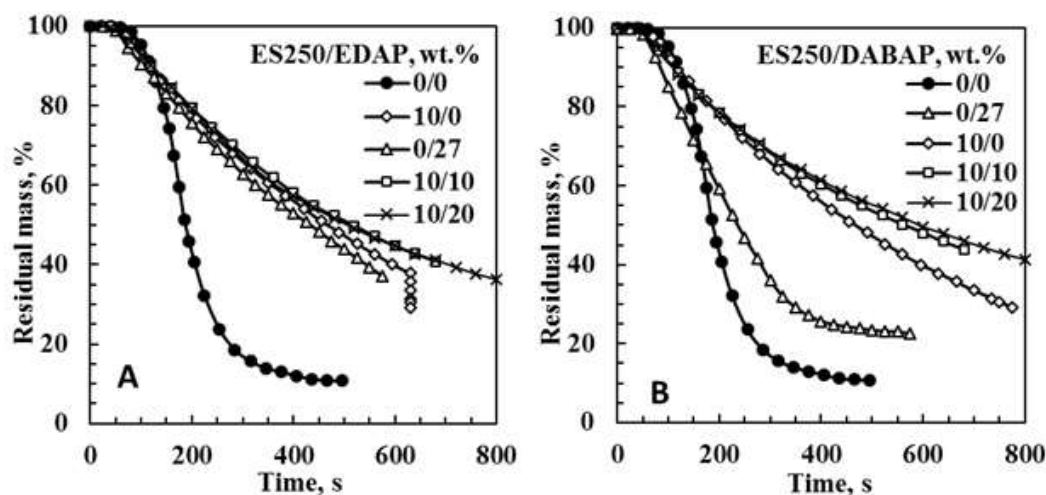 ES250/EDAP, wt.%
0/0
10/0
0/27
10/10
10/20
Residual mass, %
100
80
60
40
20
0
A
0 200 400 600 800
Time, s
ES250/DABAP, wt.%
0/0
0/27
10/0
10/10
10/20
Residual mass, %
100
80
60
40
20
0
B
0 200 400 600 800
Time, s